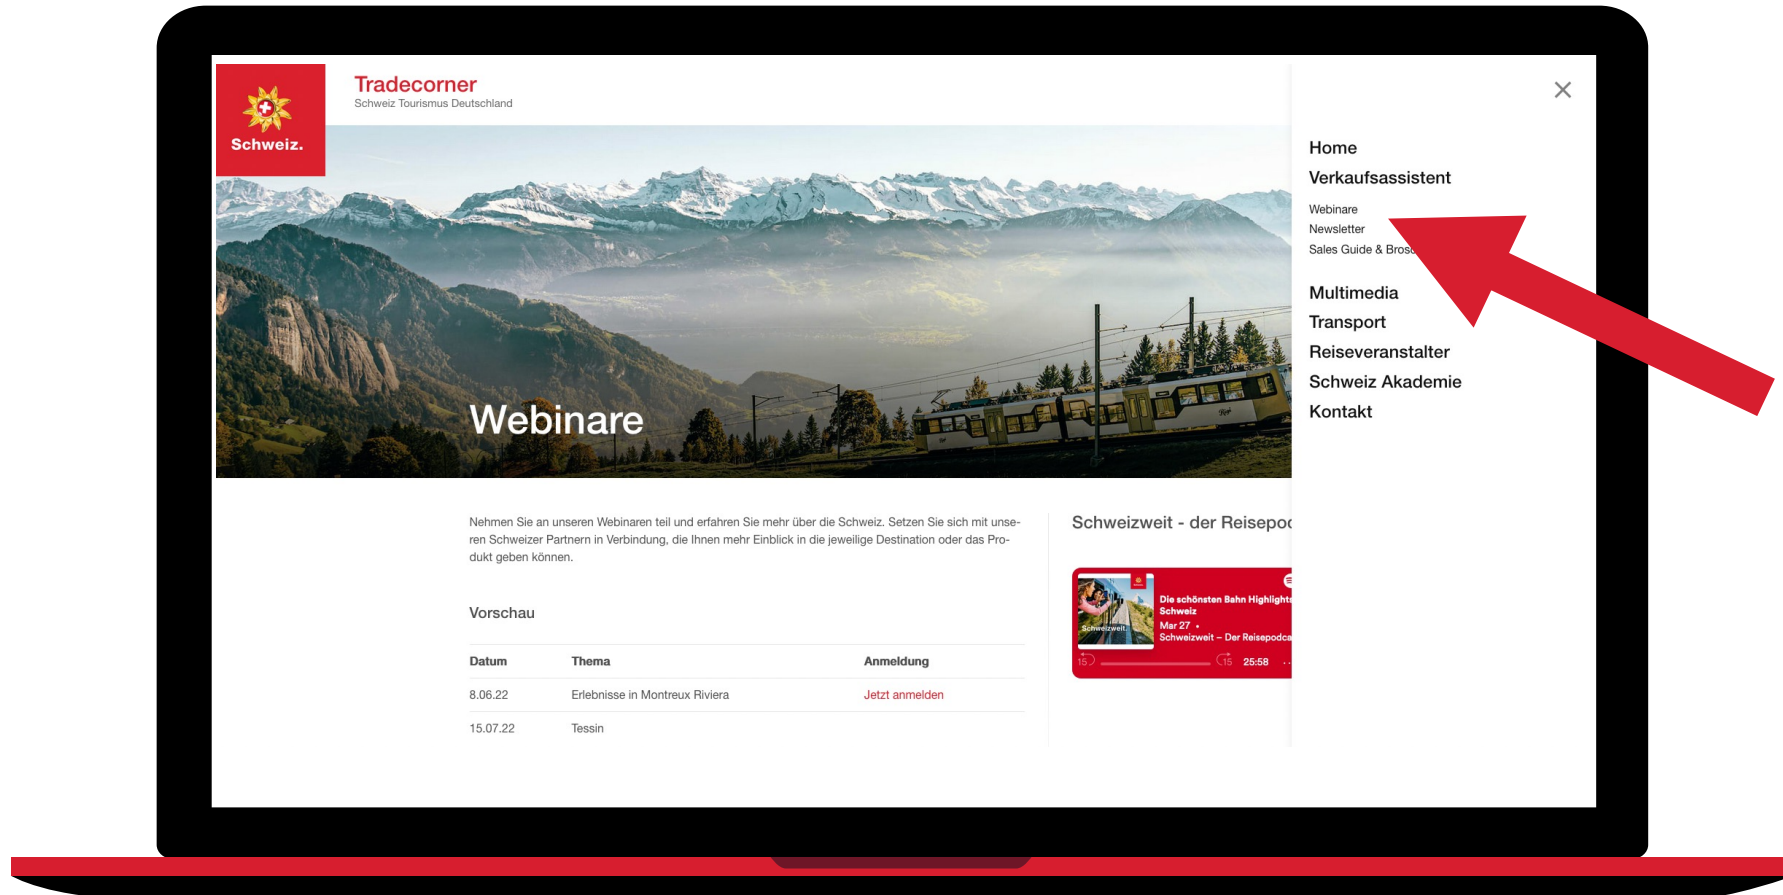 Schweiz.
Tradecorner
Schweiz Tourismus Deutschland
Webinare
Home
Verkaufsassistent
Webinare
Newsletter
Sales Guide &
Multimedia
Transport
Reiseveranstalter
Schweiz Akademie
Kontakt
Nehmen Sie an unseren Webinaren teil und erfahren Sie mehr über die Schweiz. Setzen Sie sich mit unse-
ren Schweizer Partnern in Verbindung, die Ihnen mehr Einblick in die jeweilige Destination oder das Pro-
dukt geben können.
Vorschau
Datum Thema Anmeldung
8.06.22 Erlebnisse in Montreux Riviera Jetzt anmelden
15.07.22 Tessin
Schweizweit - der
Schweizweit.
Die schönsten Bahn
Schweiz
Mar 27 •
Schweizweit – Der
15 15 25:58